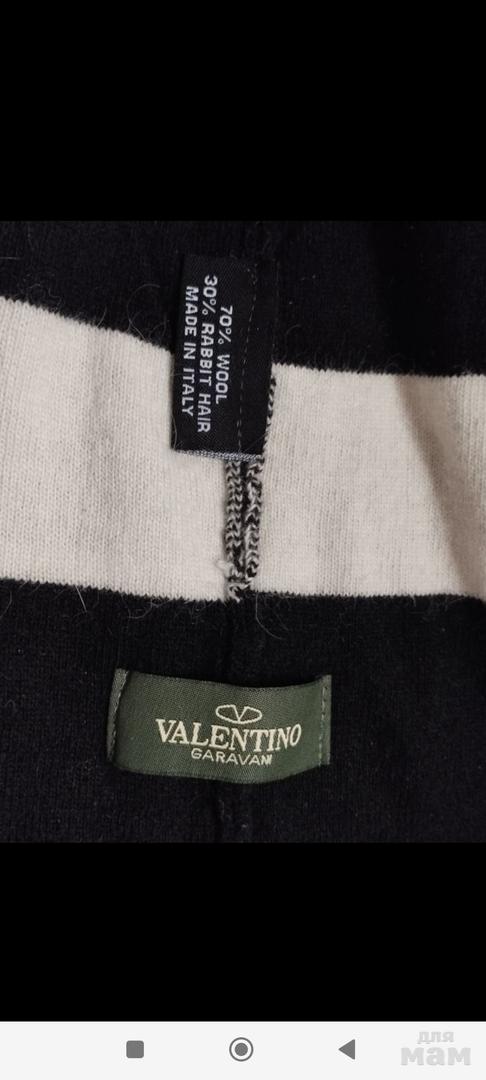 70% WOOL
30% RABBIT HAIR
MADE IN ITALY
VALENTINO
GARAVANI
для
мам